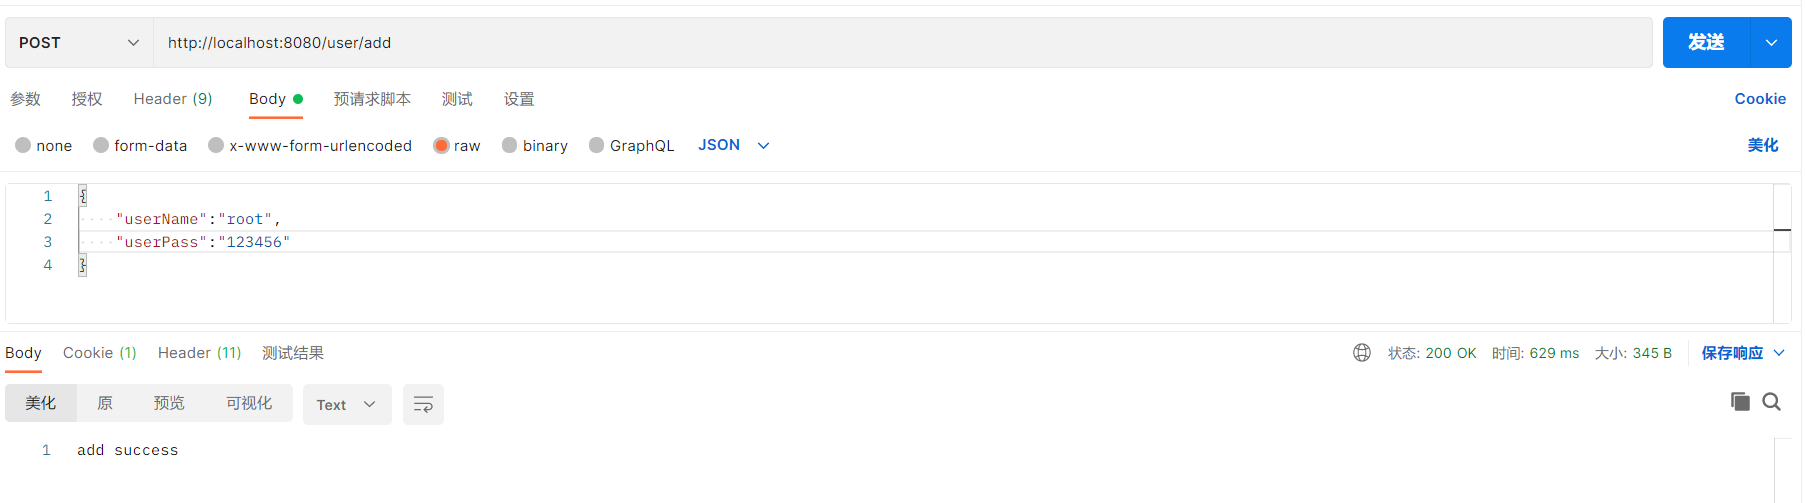 POST http://localhost:8080/user/add 发送
参数 授权 Header (9) Body 预请求脚本 测试 设置 Cookie
none form-data x-www-form-urlencoded raw binary GraphQL JSON 美化
1 {
2 "userName":"root",
3 "userPass":"123456"
4 }
Body Cookie (1) Header (11) 测试结果 状态: 200 OK 时间: 629 ms 大小: 345 B 保存响应
美化 原 预览 可视化 Text
1 add success